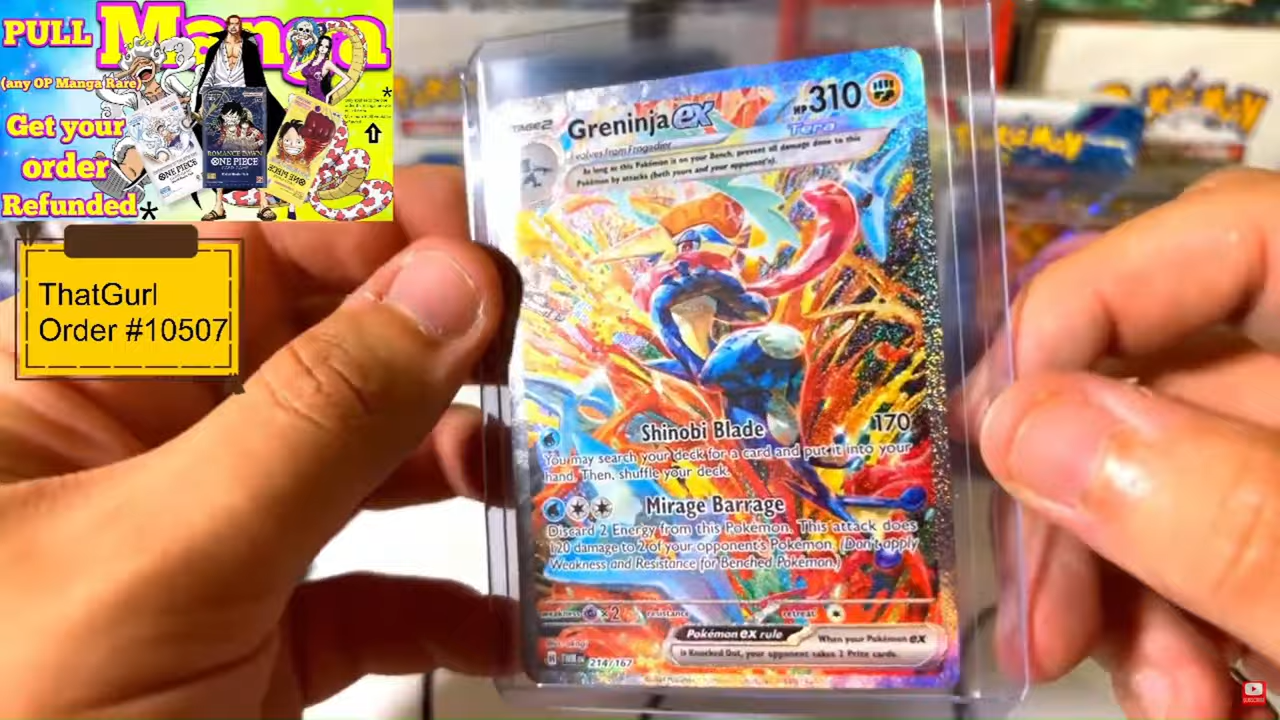 PULL Manga
(any OP Manga Rare)
*
Get your
order
Refunded*
ROMANCE DAWN
ONE PIECE
ONE PIECE
ONE PIECE
ThatGurl
Order #10507
Pokémon
Pokémon
TAGE2
Greninja ex
HP 310
Tera
Evolves from Frogadier
As long as this Pokémon is on your Bench, prevent all damage done to this
Pokémon by attacks (both yours and your opponent's).
Shinobi Blade 170
You may search your deck for a card and put it into your
hand. Then, shuffle your deck.
Mirage Barrage
Discard 2 Energy from this Pokémon. This attack does
120 damage to 2 of your opponent's Pokémon. (Don't apply
Weakness and Resistance for Benched Pokémon.)
weakness ×2 resistance retreat
Pokémon ex rule
When your Pokémon ex
is Knocked Out, your opponent takes 2 Prize cards.
214/167
SUBSCRIBE